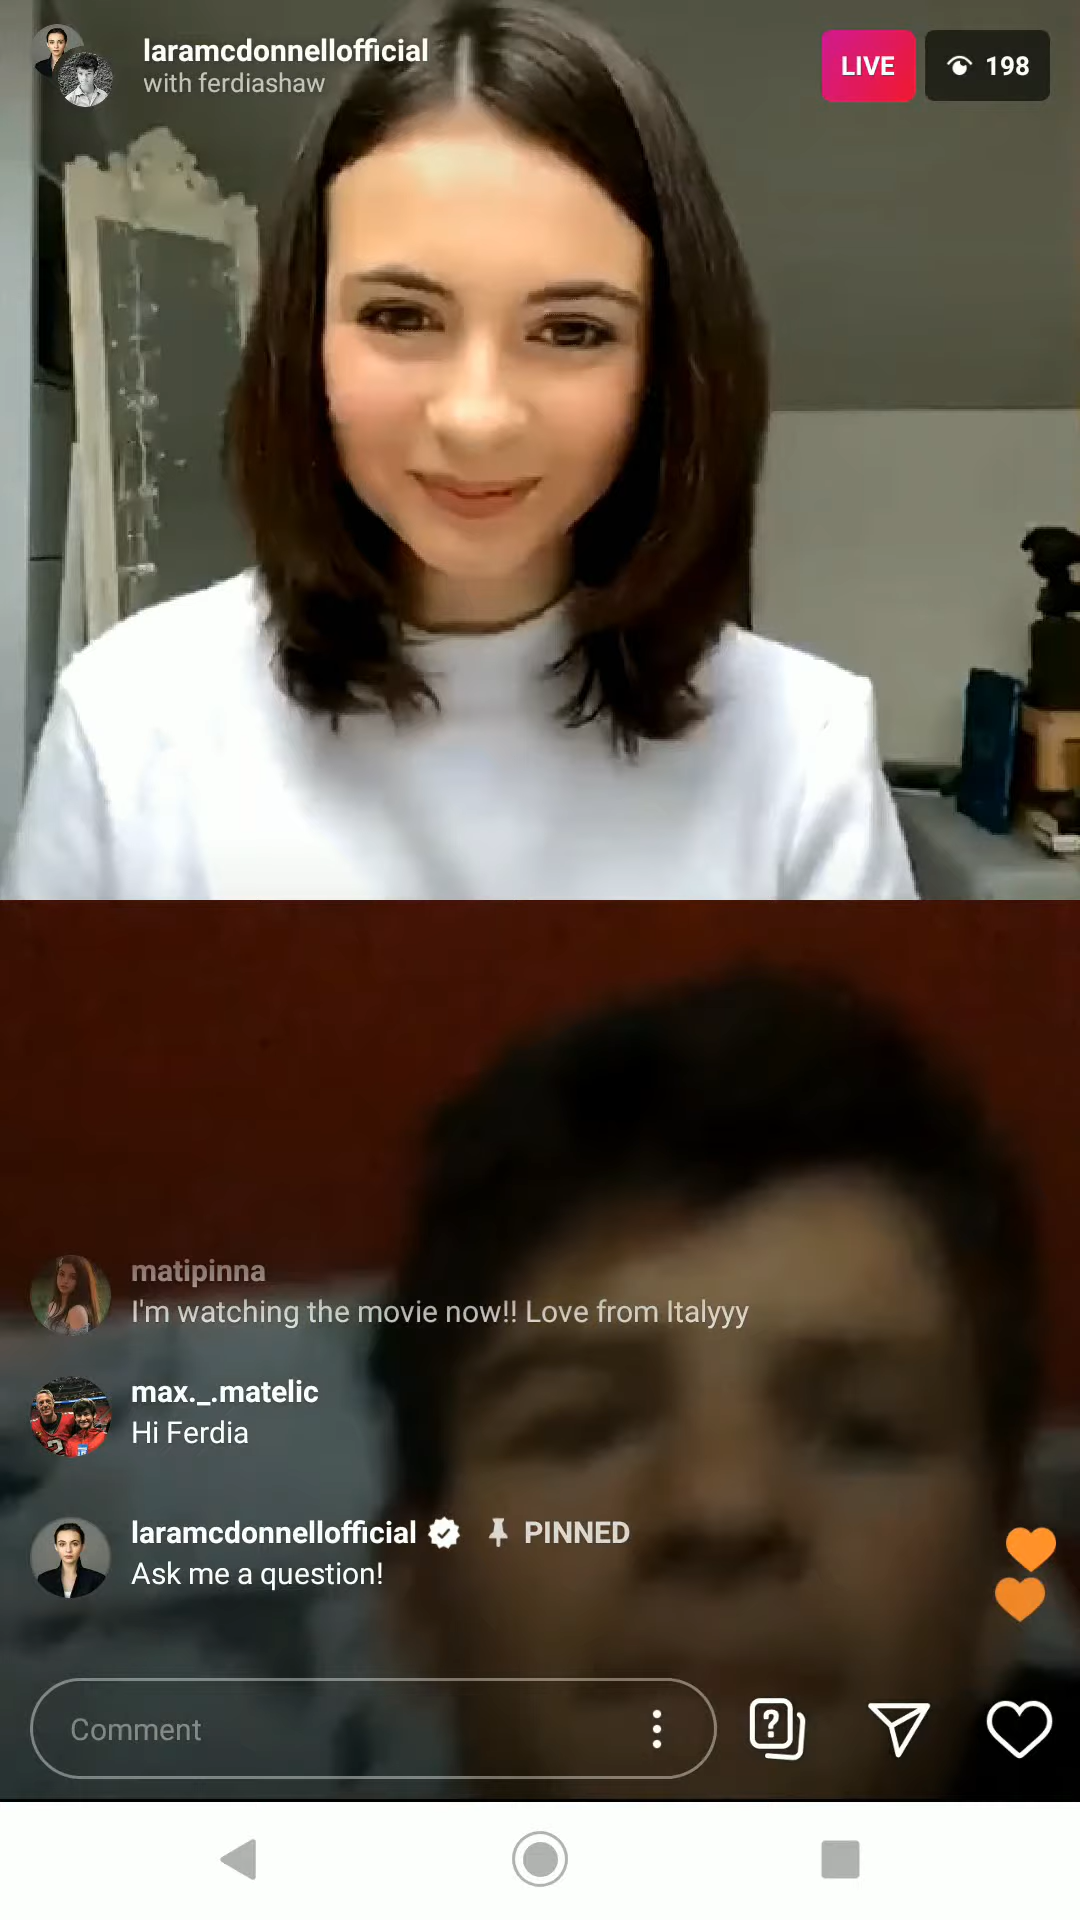 laramcdonnellofficial
with ferdiashaw
LIVE
198
matipinna
I'm watching the movie now!! Love from Italyyy
max._.matelic
Hi Ferdia
laramcdonnellofficial PINNED
Ask me a question!
Comment
?